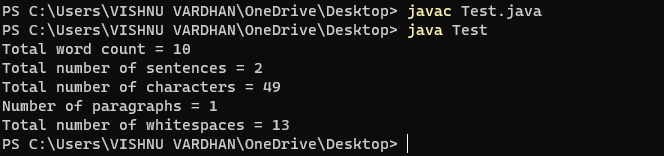 PS C:\Users\VISHNU VARDHAN\OneDrive\Desktop> javac Test.java
PS C:\Users\VISHNU VARDHAN\OneDrive\Desktop> java Test
Total word count = 10
Total number of sentences = 2
Total number of characters = 49
Number of paragraphs = 1
Total number of whitespaces = 13
PS C:\Users\VISHNU VARDHAN\OneDrive\Desktop>